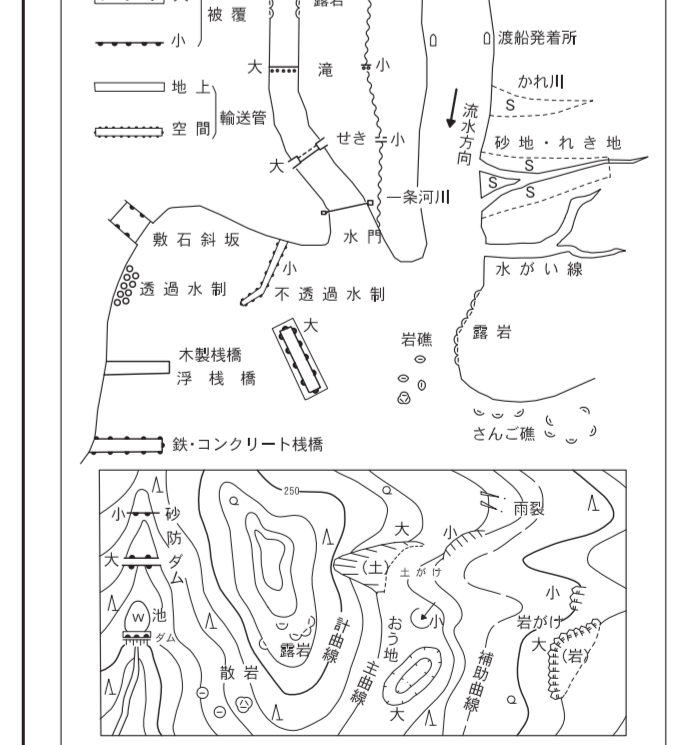 被覆
露岩
小
渡船発着所
大
滝
小
かれ川
S
地上
輸送管
空間
流水方向
せき
小
砂地・れき地
S
S
S
大
一条河川
敷石斜坂
水門
小
水がい線
透過水制
不透過水制
大
露岩
岩礁
木製桟橋
浮桟橋
さんご礁
鉄・コンクリート桟橋
250
小
砂防ダム
大
小
雨裂
大
(土)
土がけ
小
W
池
ダム
おう地
小
岩がけ
大
(岩)
計曲線
露岩
主曲線
補助曲線
散岩
大